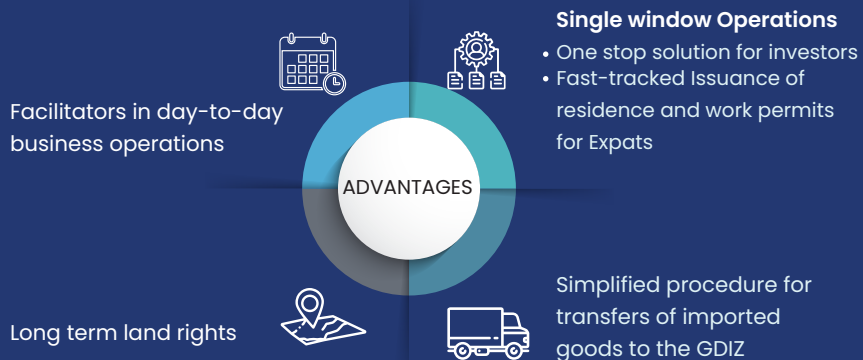 Single window Operations
• One stop solution for investors
• Fast-tracked Issuance of
residence and work permits
for Expats
Facilitators in day-to-day
business operations
ADVANTAGES
Long term land rights
Simplified procedure for
transfers of imported
goods to the GDIZ